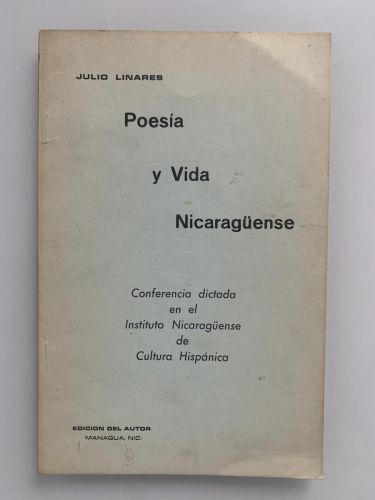 JULIO LINARES
Poesía
y Vida
Nicaragüense
Conferencia dictada
en el
Instituto Nicaragüense
de
Cultura Hispánica
EDICION DEL AUTOR
MANAGUA, NIC.